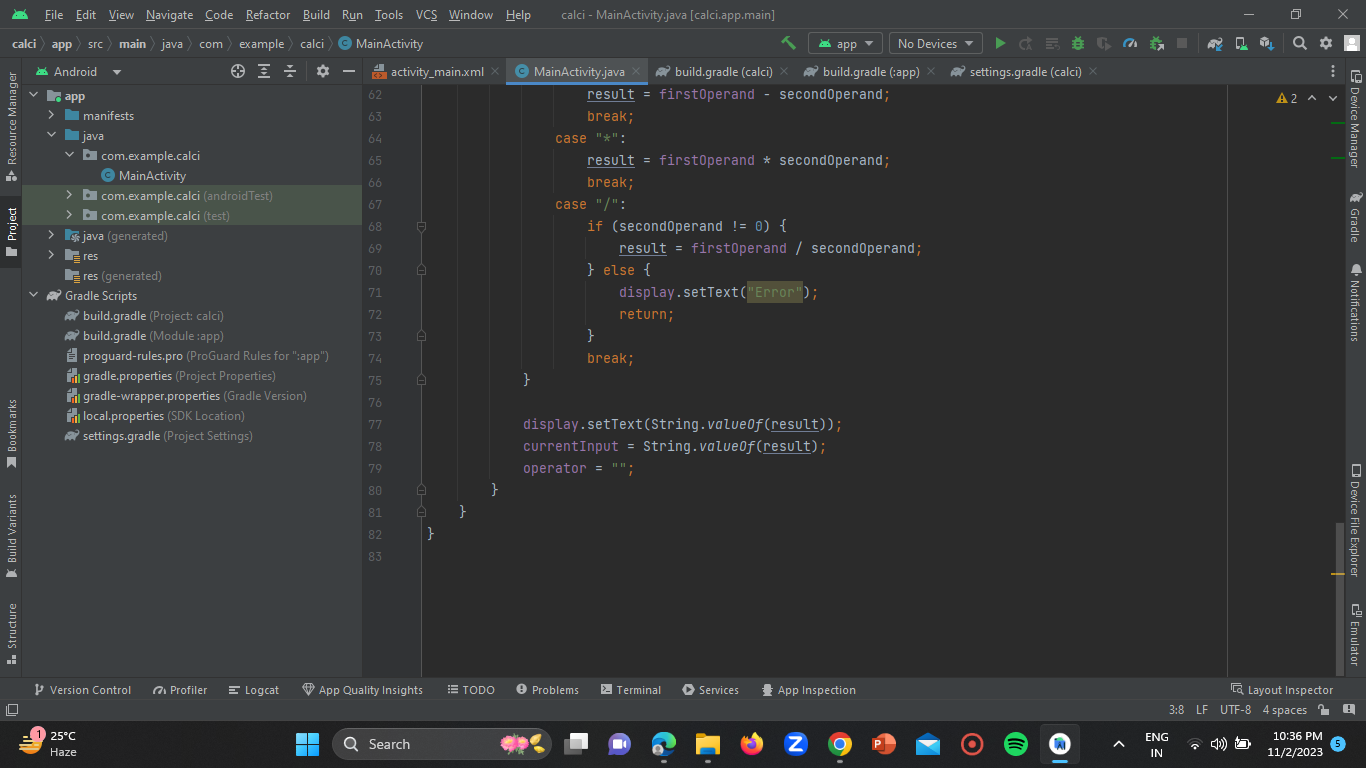 File Edit View Navigate Code Refactor Build Run Tools VCS Window Help calci - MainActivity.java [calci.app.main]
calci app src main java com example calci MainActivity app No Devices
Android activity_main.xml MainActivity.java build.gradle (calci) build.gradle (:app) settings.gradle (calci)
Resource Manager
Project
Bookmarks
Build Variants
Structure
app
manifests
java
com.example.calci
MainActivity
com.example.calci (androidTest)
com.example.calci (test)
java (generated)
res
res (generated)
Gradle Scripts
build.gradle (Project: calci)
build.gradle (Module :app)
proguard-rules.pro (ProGuard Rules for ":app")
gradle.properties (Project Properties)
gradle-wrapper.properties (Gradle Version)
local.properties (SDK Location)
settings.gradle (Project Settings)
62 result = firstOperand - secondOperand;
63 break;
64 case "*":
65 result = firstOperand * secondOperand;
66 break;
67 case "/":
68 if (secondOperand != 0) {
69 result = firstOperand / secondOperand;
70 } else {
71 display.setText("Error");
72 return;
73 }
74 break;
75 }
76
77 display.setText(String.valueOf(result));
78 currentInput = String.valueOf(result);
79 operator = "";
80 }
81 }
82 }
83
2
Device Manager
Gradle
Notifications
Device File Explorer
Emulator
Version Control Profiler Logcat App Quality Insights TODO Problems Terminal Services App Inspection Layout Inspector
3:8 LF UTF-8 4 spaces
1 25°C
Haze
Search
ENG
IN
10:36 PM
11/2/2023
5